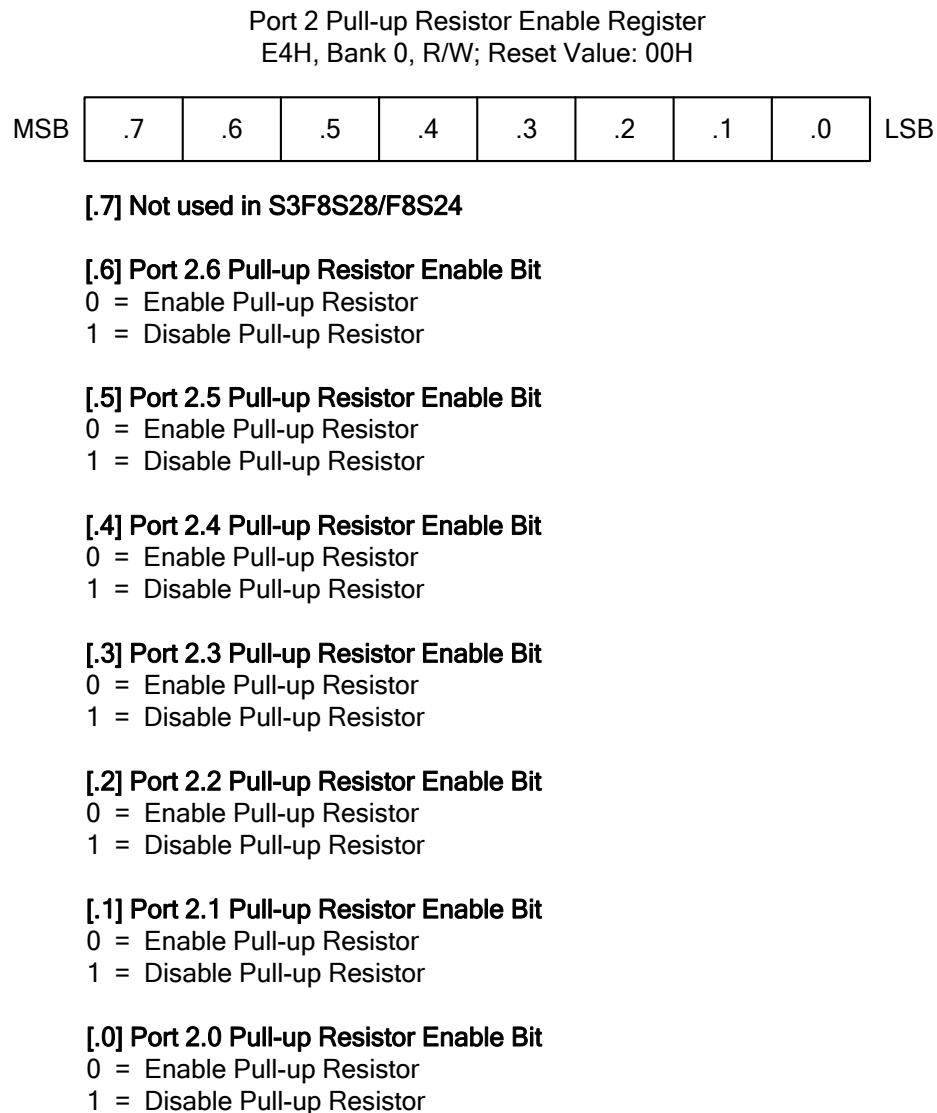 Port 2 Pull-up Resistor Enable Register
E4H, Bank 0, R/W; Reset Value: 00H
MSB .7 .6 .5 .4 .3 .2 .1 .0 LSB
[.7] Not used in S3F8S28/F8S24
[.6] Port 2.6 Pull-up Resistor Enable Bit
0 = Enable Pull-up Resistor
1 = Disable Pull-up Resistor
[.5] Port 2.5 Pull-up Resistor Enable Bit
0 = Enable Pull-up Resistor
1 = Disable Pull-up Resistor
[.4] Port 2.4 Pull-up Resistor Enable Bit
0 = Enable Pull-up Resistor
1 = Disable Pull-up Resistor
[.3] Port 2.3 Pull-up Resistor Enable Bit
0 = Enable Pull-up Resistor
1 = Disable Pull-up Resistor
[.2] Port 2.2 Pull-up Resistor Enable Bit
0 = Enable Pull-up Resistor
1 = Disable Pull-up Resistor
[.1] Port 2.1 Pull-up Resistor Enable Bit
0 = Enable Pull-up Resistor
1 = Disable Pull-up Resistor
[.0] Port 2.0 Pull-up Resistor Enable Bit
0 = Enable Pull-up Resistor
1 = Disable Pull-up Resistor